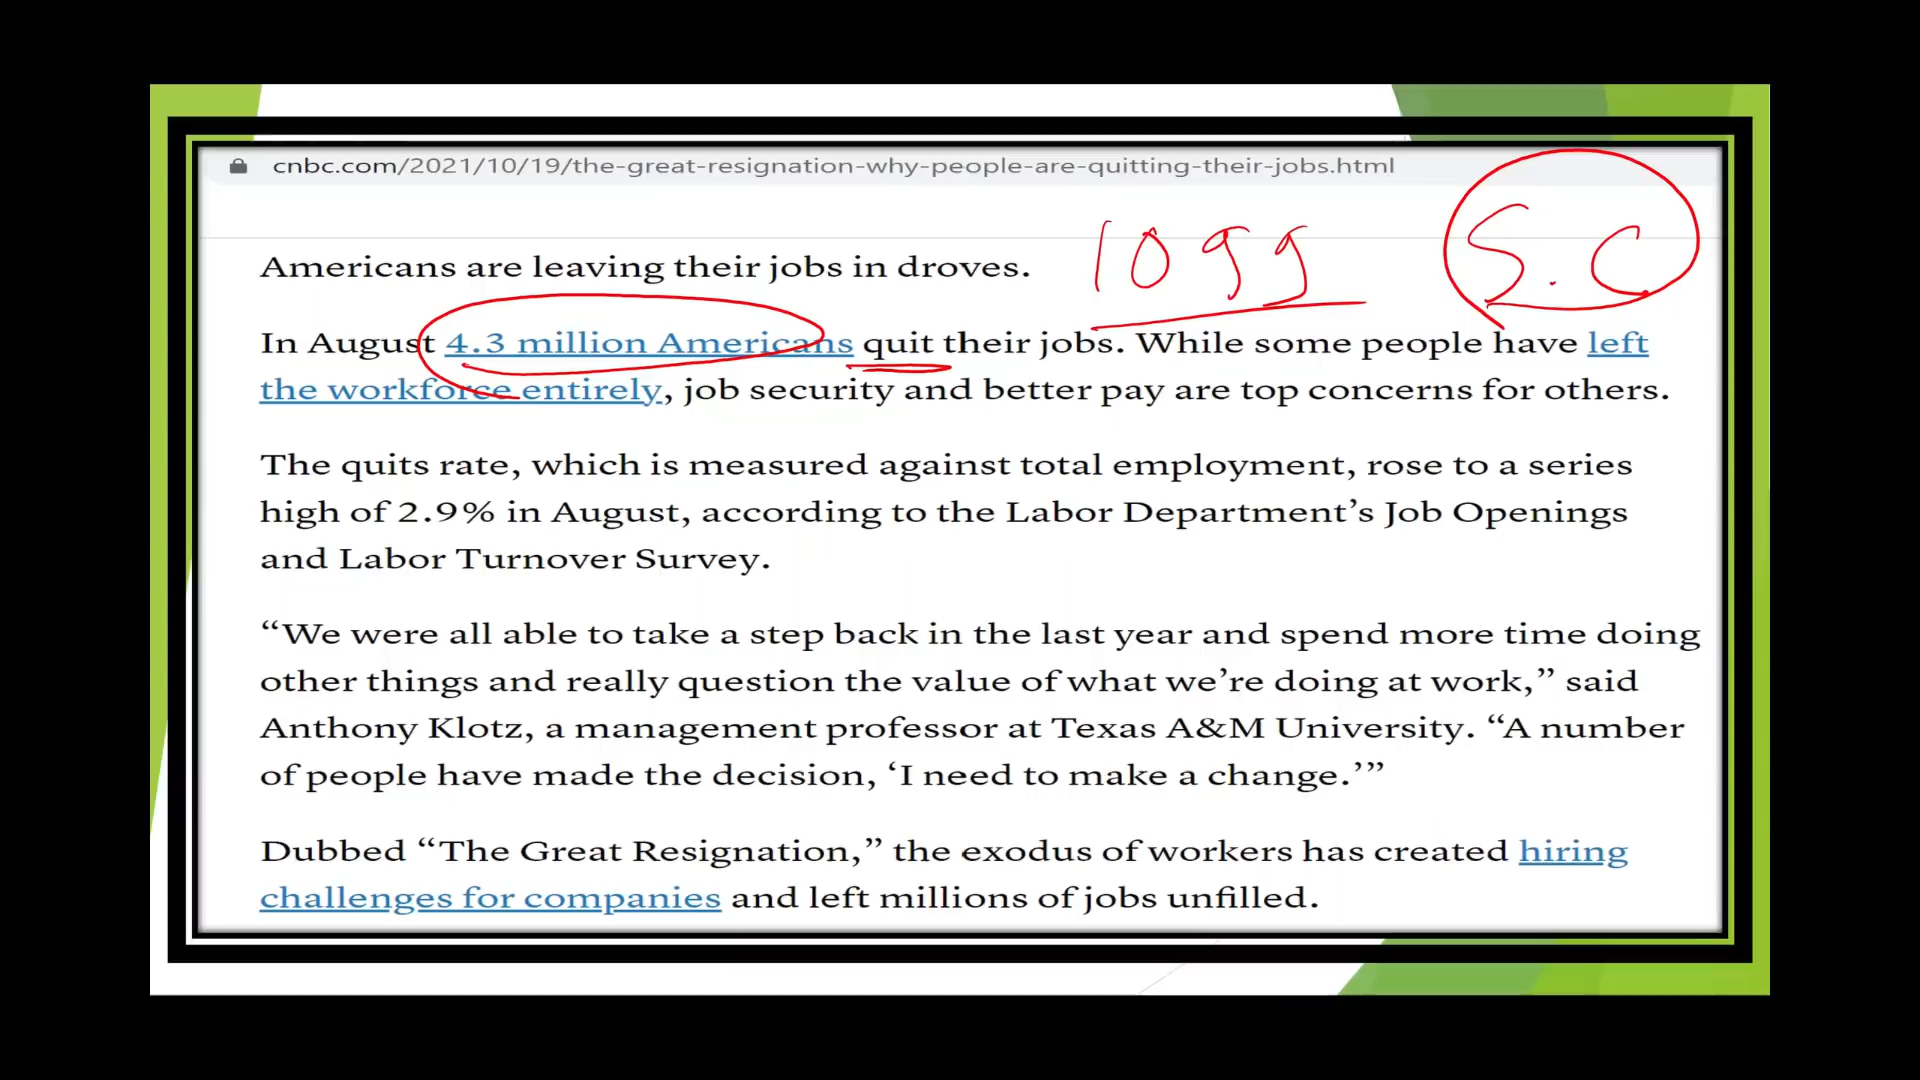 cnbc.com/2021/10/19/the-great-resignation-why-people-are-quitting-their-jobs.html
1099
S.C
Americans are leaving their jobs in droves.
In August 4.3 million Americans quit their jobs. While some people have left
the workforce entirely, job security and better pay are top concerns for others.
The quits rate, which is measured against total employment, rose to a series
high of 2.9% in August, according to the Labor Department’s Job Openings
and Labor Turnover Survey.
“We were all able to take a step back in the last year and spend more time doing
other things and really question the value of what we’re doing at work,” said
Anthony Klotz, a management professor at Texas A&M University. “A number
of people have made the decision, ‘I need to make a change.’”
Dubbed “The Great Resignation,” the exodus of workers has created hiring
challenges for companies and left millions of jobs unfilled.